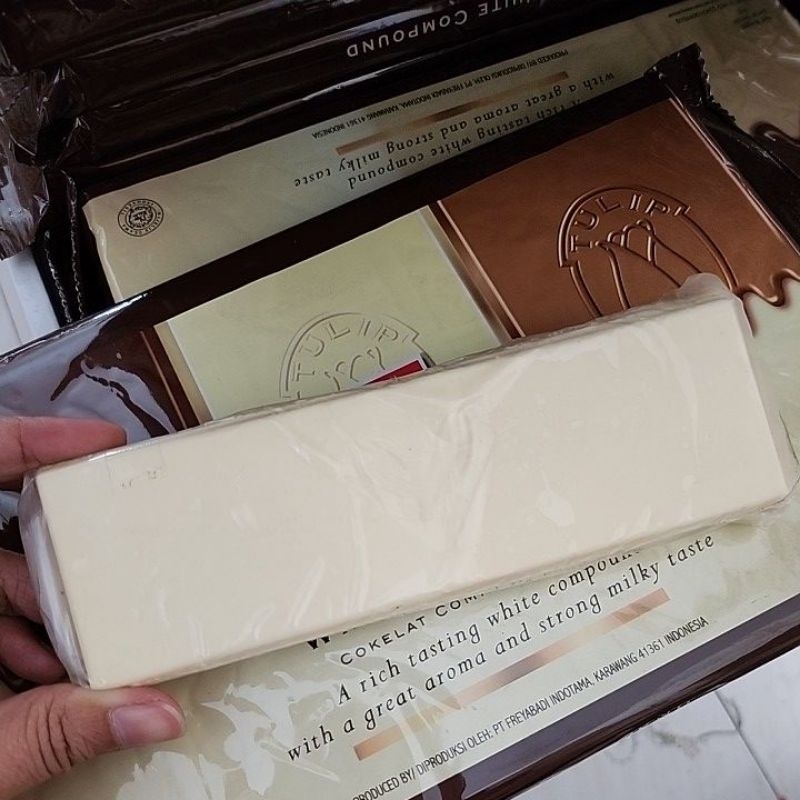 WHITE COMPOUND
PRODUCED BY/ DIPRODUKSI OLEH: PT FREYABADI INDOTAMA, KARAWANG 41361 INDONESIA
A rich tasting white compound
with a great aroma and strong milky taste
TULIP
TULIP
COKELAT
A rich tasting white compound
with a great aroma and strong milky taste
PRODUCED BY/ DIPRODUKSI OLEH: PT FREYABADI INDOTAMA, KARAWANG 41361 INDONESIA